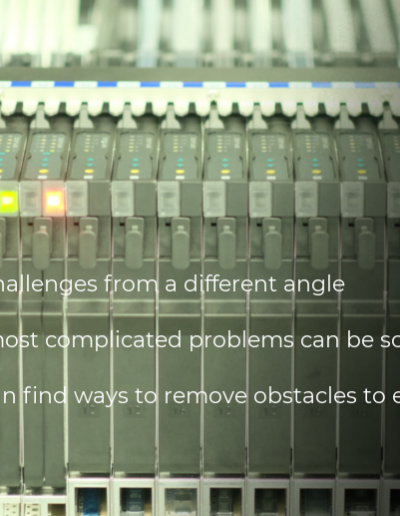 hallenges from a different angle
most complicated problems can be so
n find ways to remove obstacles to e